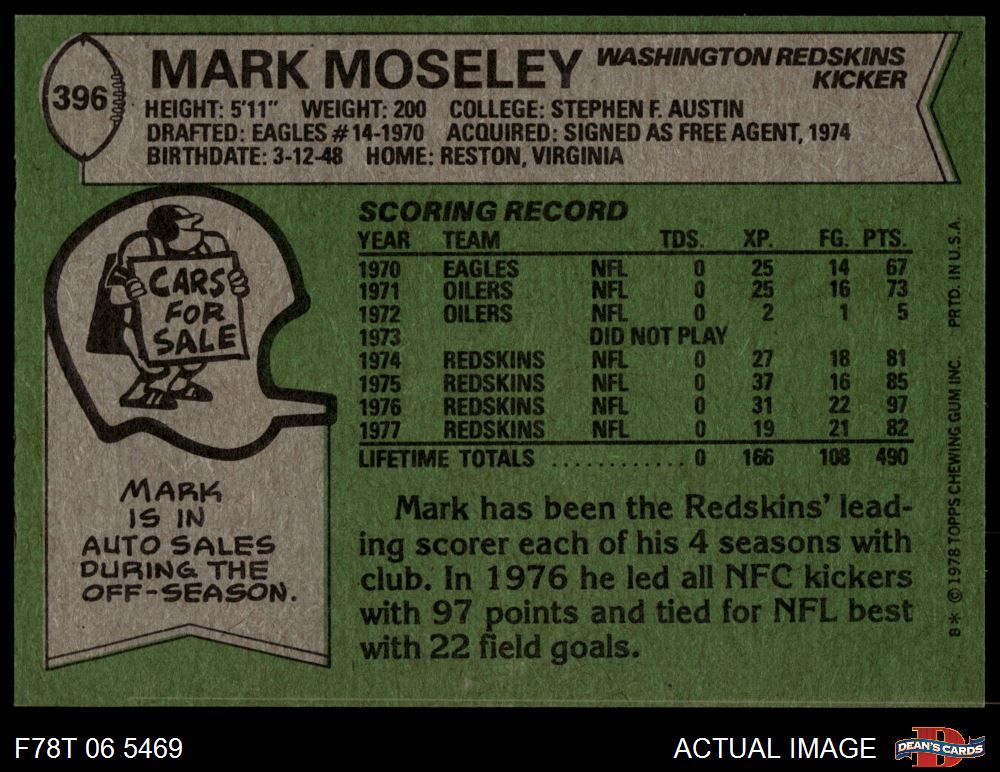 396
MARK MOSELEY
WASHINGTON REDSKINS
KICKER
HEIGHT: 5'11" WEIGHT: 200 COLLEGE: STEPHEN F. AUSTIN
DRAFTED: EAGLES #14-1970 ACQUIRED: SIGNED AS FREE AGENT, 1974
BIRTHDATE: 3-12-48 HOME: RESTON, VIRGINIA
CARS
FOR
SALE
MARK
IS IN
AUTO SALES
DURING THE
OFF-SEASON.
SCORING RECORD
YEAR TEAM TDS. XP. FG. PTS.
1970 EAGLES NFL 0 25 14 67
1971 OILERS NFL 0 25 16 73
1972 OILERS NFL 0 2 1 5
1973 DID NOT PLAY
1974 REDSKINS NFL 0 27 18 81
1975 REDSKINS NFL 0 37 16 85
1976 REDSKINS NFL 0 31 22 97
1977 REDSKINS NFL 0 19 21 82
LIFETIME TOTALS ............ 0 166 108 490
Mark has been the Redskins' lead-
ing scorer each of his 4 seasons with
club. In 1976 he led all NFC kickers
with 97 points and tied for NFL best
with 22 field goals.
B* © 1978 TOPPS CHEWING GUM INC. PRTD. IN U.S.A.
F78T 06 5469
ACTUAL IMAGE
D
DEAN'S CARDS